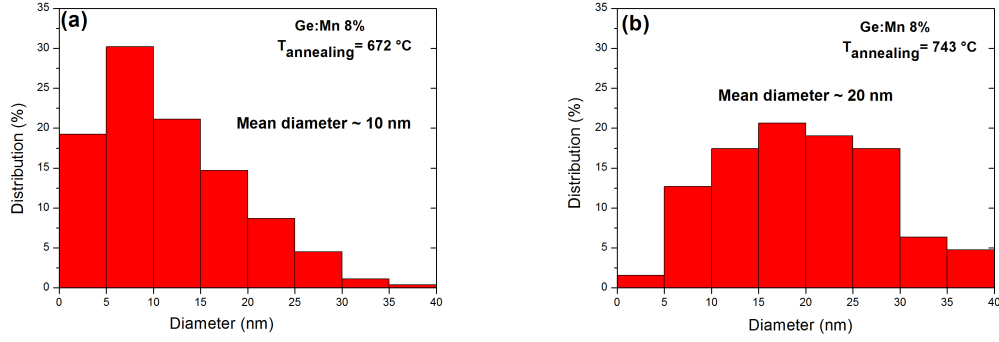 (a)
Ge:Mn 8%
Tannealing= 672 °C
Mean diameter ~ 10 nm
Distribution (%)
35
30
25
20
15
10
5
0
0 5 10 15 20 25 30 35 40
Diameter (nm)
(b)
Ge:Mn 8%
Tannealing= 743 °C
Mean diameter ~ 20 nm
Distribution (%)
35
30
25
20
15
10
5
0
0 5 10 15 20 25 30 35 40
Diameter (nm)